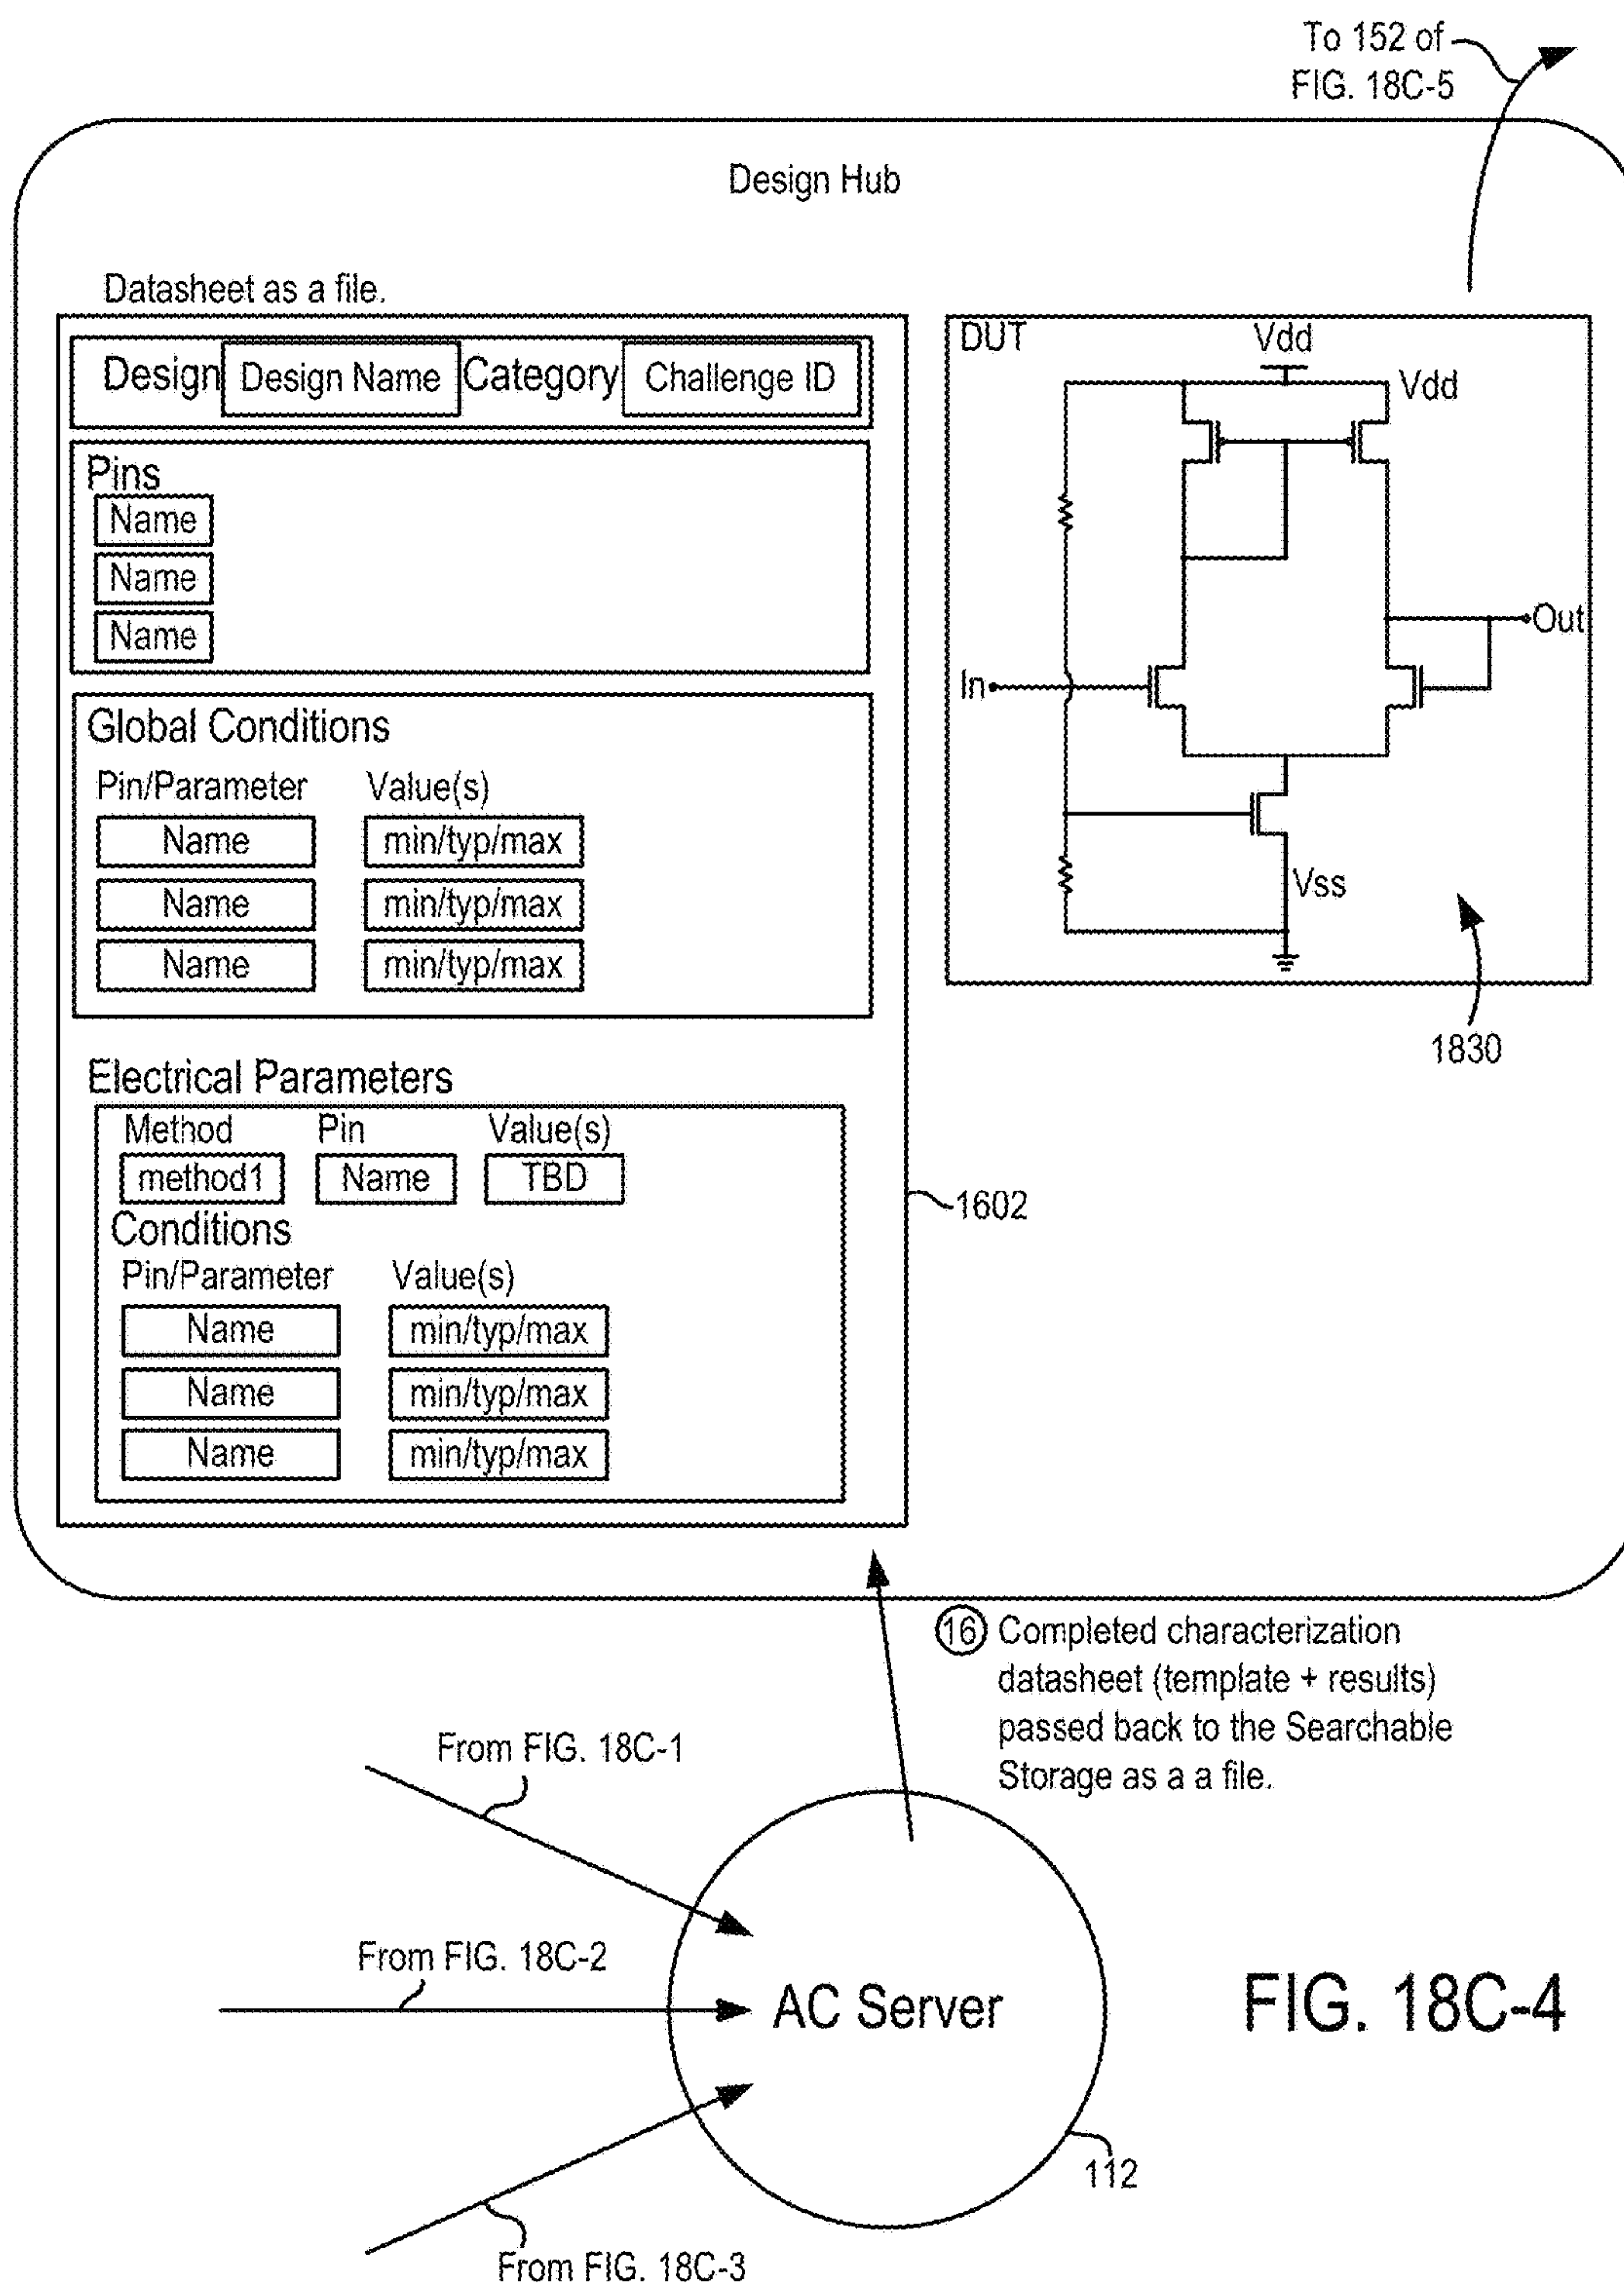 To 152 of
FIG. 18C-5
Design Hub
Datasheet as a file.
Design Design Name Category Challenge ID
Pins
Name
Name
Name
Global Conditions
Pin/Parameter Value(s)
Name min/typ/max
Name min/typ/max
Name min/typ/max
Electrical Parameters
Method Pin Value(s)
method1 Name TBD
Conditions
Pin/Parameter Value(s)
Name min/typ/max
Name min/typ/max
Name min/typ/max
1602
DUT
Vdd
Vdd
Out
In
Vss
1830
16 Completed characterization
datasheet (template + results)
passed back to the Searchable
Storage as a a file.
From FIG. 18C-1
From FIG. 18C-2
AC Server
From FIG. 18C-3
112
FIG. 18C-4